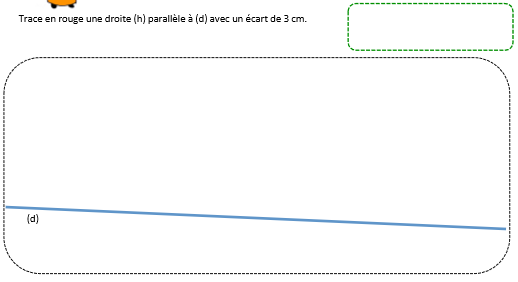 Trace en rouge une droite (h) parallèle à (d) avec un écart de 3 cm.
(d)